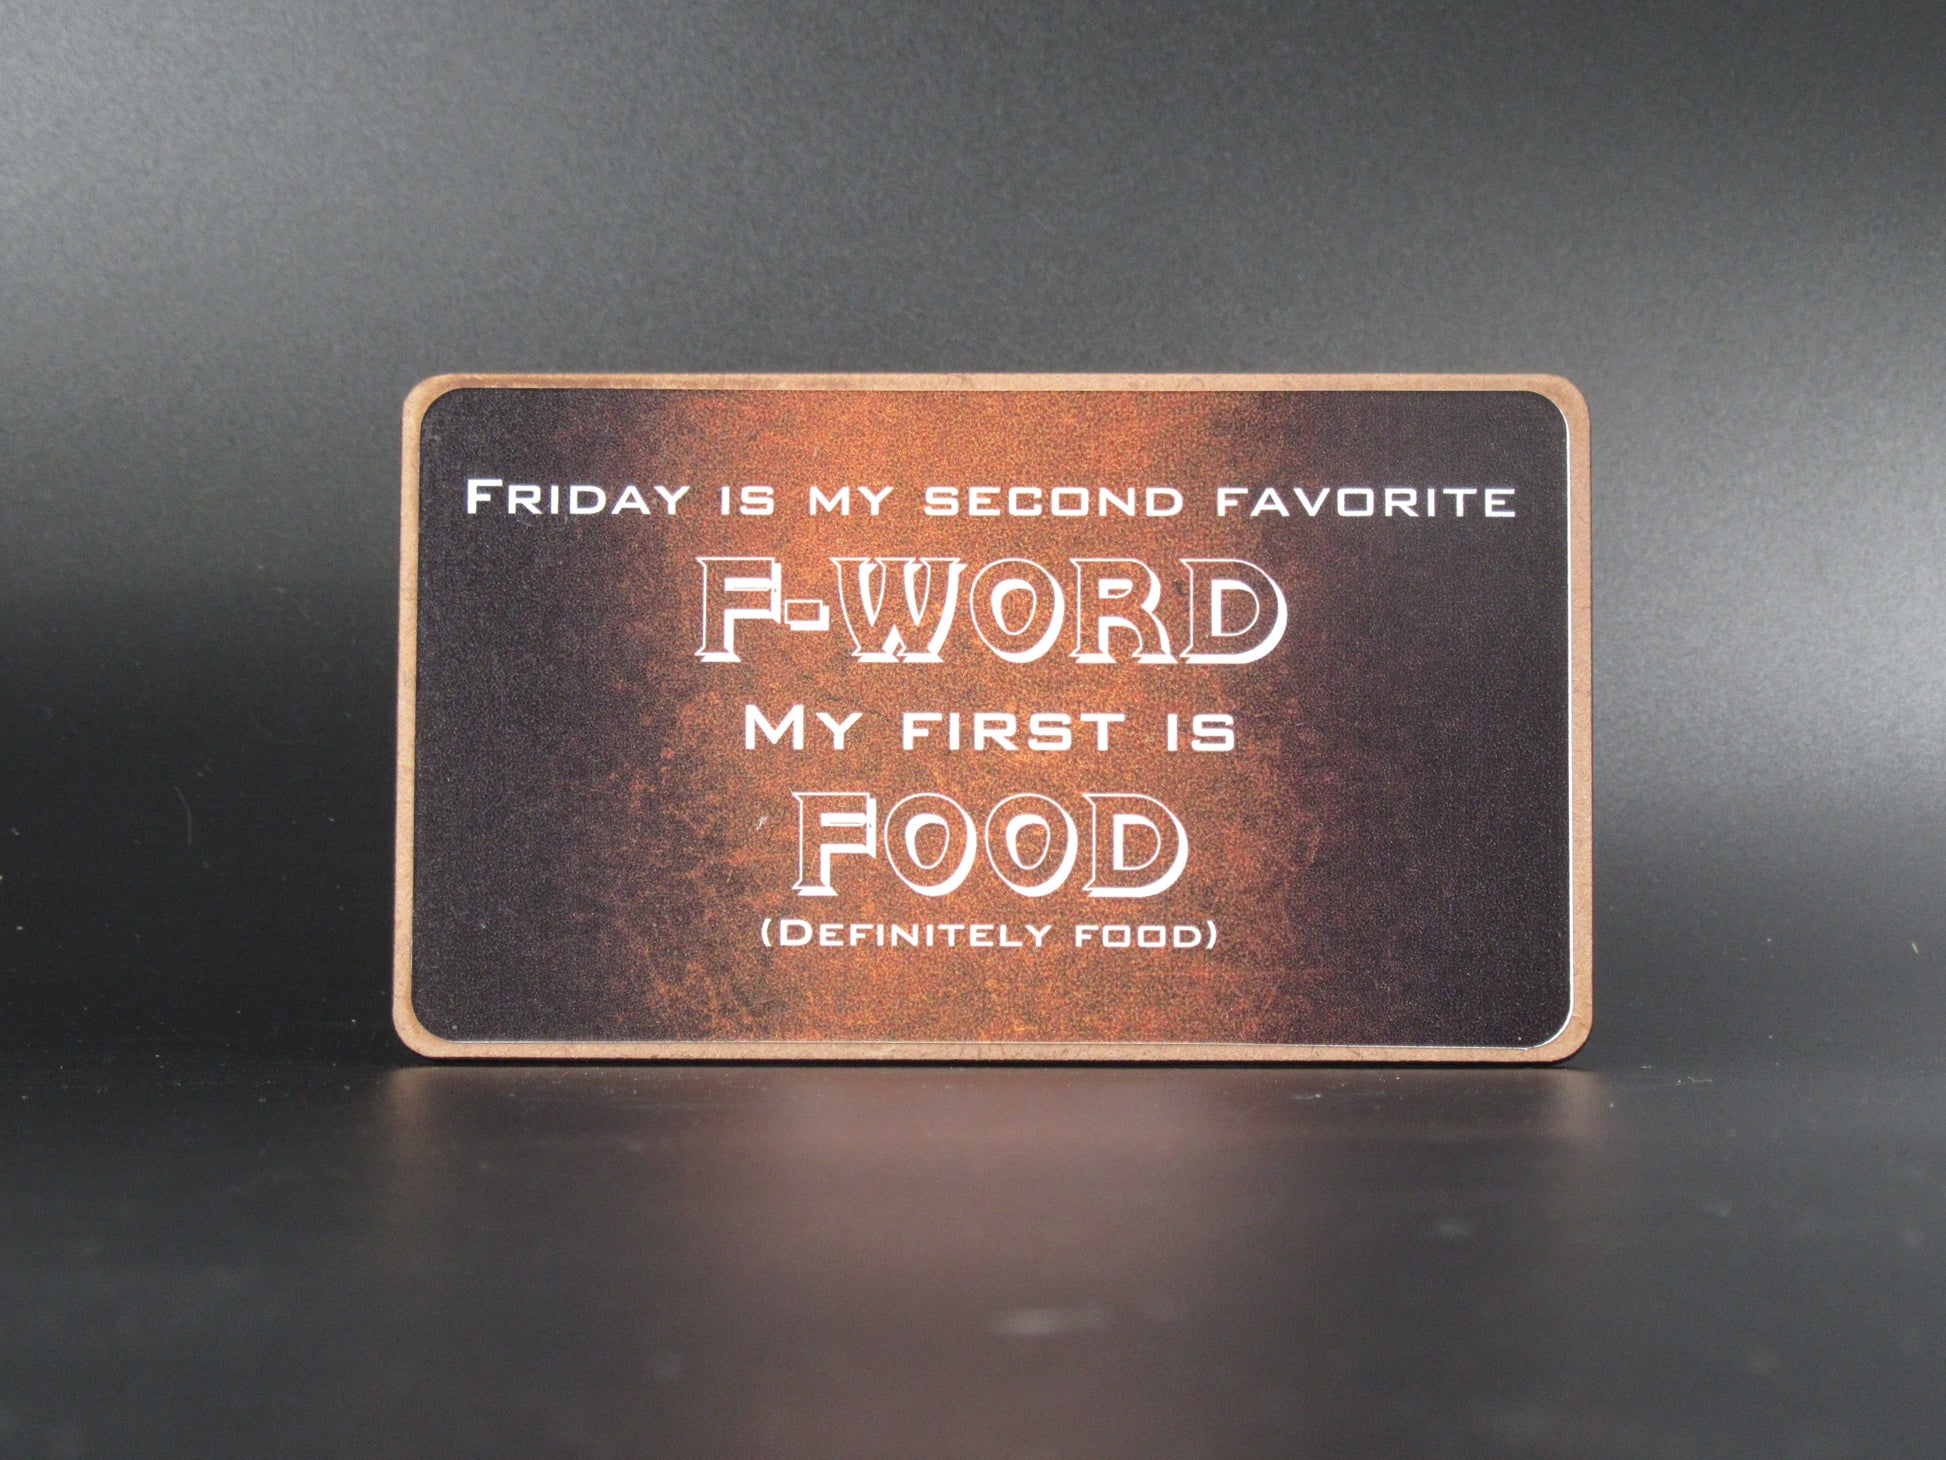 Friday is my second favorite
F-Word
My first is
Food
(Definitely food)